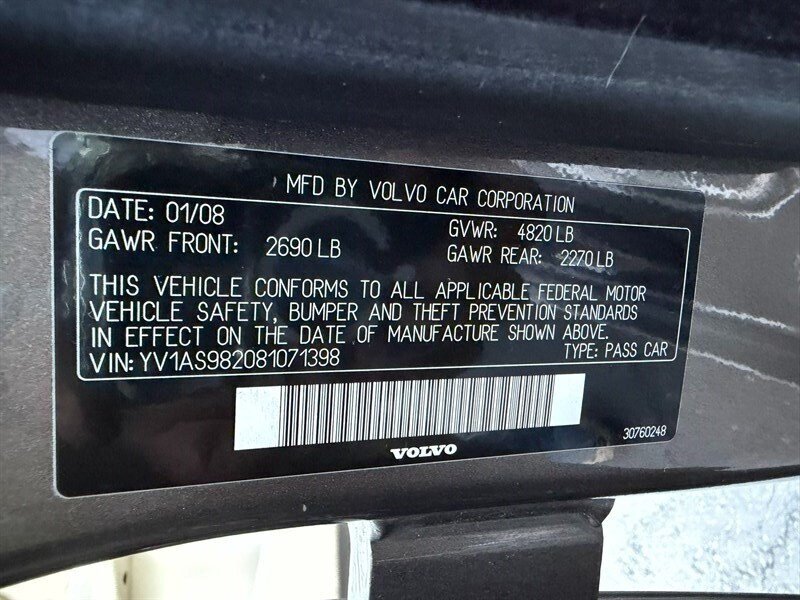 MFD BY VOLVO CAR CORPORATION
DATE: 01/08 GVWR: 4820 LB
GAWR FRONT: 2690 LB GAWR REAR: 2270 LB
THIS VEHICLE CONFORMS TO ALL APPLICABLE FEDERAL MOTOR
VEHICLE SAFETY, BUMPER AND THEFT PREVENTION STANDARDS
IN EFFECT ON THE DATE OF MANUFACTURE SHOWN ABOVE.
VIN: YV1AS982081071398 TYPE: PASS CAR
30760248
VOLVO